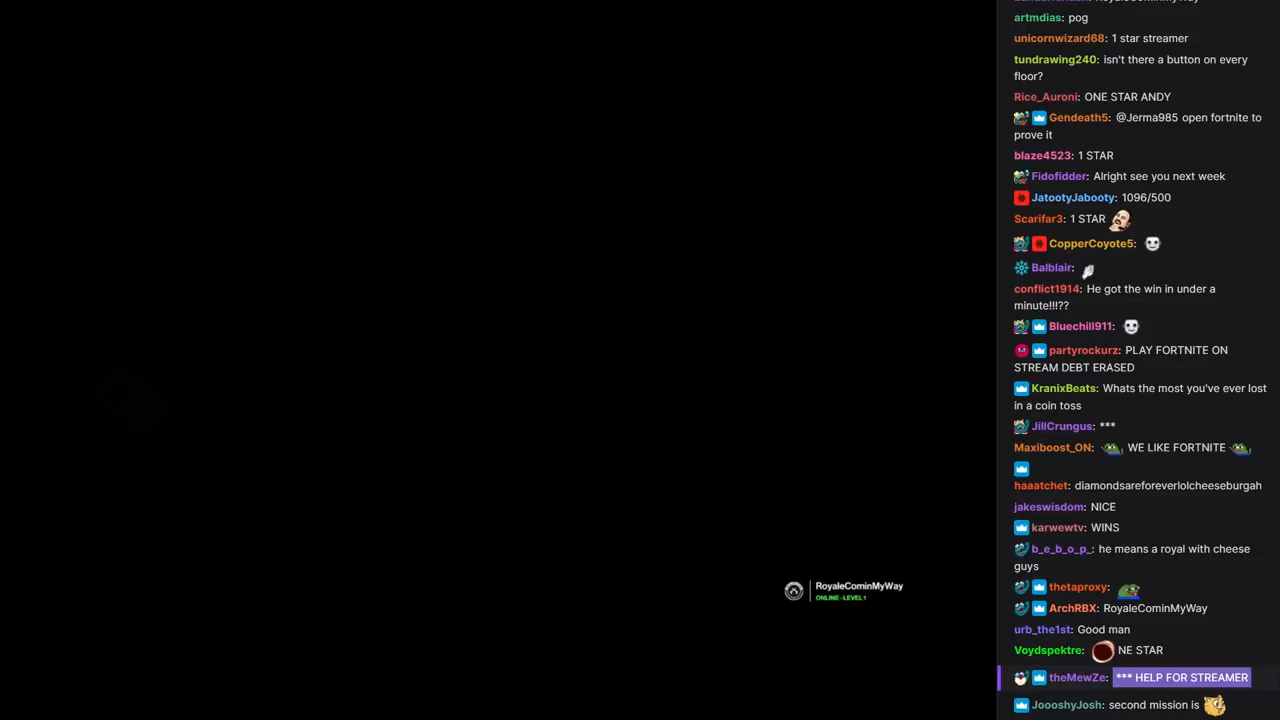 artmdias: pog
unicornwizard68: 1 star streamer
tundrawing240: isn't there a button on every
floor?
Rice_Auroni: ONE STAR ANDY
Gendeath5: @Jerma985 open fortnite to
prove it
blaze4523: 1 STAR
Fidofidder: Alright see you next week
JatootyJabooty: 1096/500
Scarifar3: 1 STAR
CopperCoyote5:
Balblair:
conflict1914: He got the win in under a
minute!!!??
Bluechill911:
partyrockurz: PLAY FORTNITE ON
STREAM DEBT ERASED
KranixBeats: Whats the most you've ever lost
in a coin toss
JillCrungus: ***
Maxiboost_ON: WE LIKE FORTNITE
haaatchet: diamondsareforeverlolcheeseburgah
jakeswisdom: NICE
karwewtv: WINS
b_e_b_o_p_: he means a royal with cheese
guys
thetaproxy:
RoyaleCominMyWay
ONLINE - LEVEL 1
ArchRBX: RoyaleCominMyWay
urb_the1st: Good man
Voydspektre: NE STAR
theMewZe: *** HELP FOR STREAMER
JoooshyJosh: second mission is